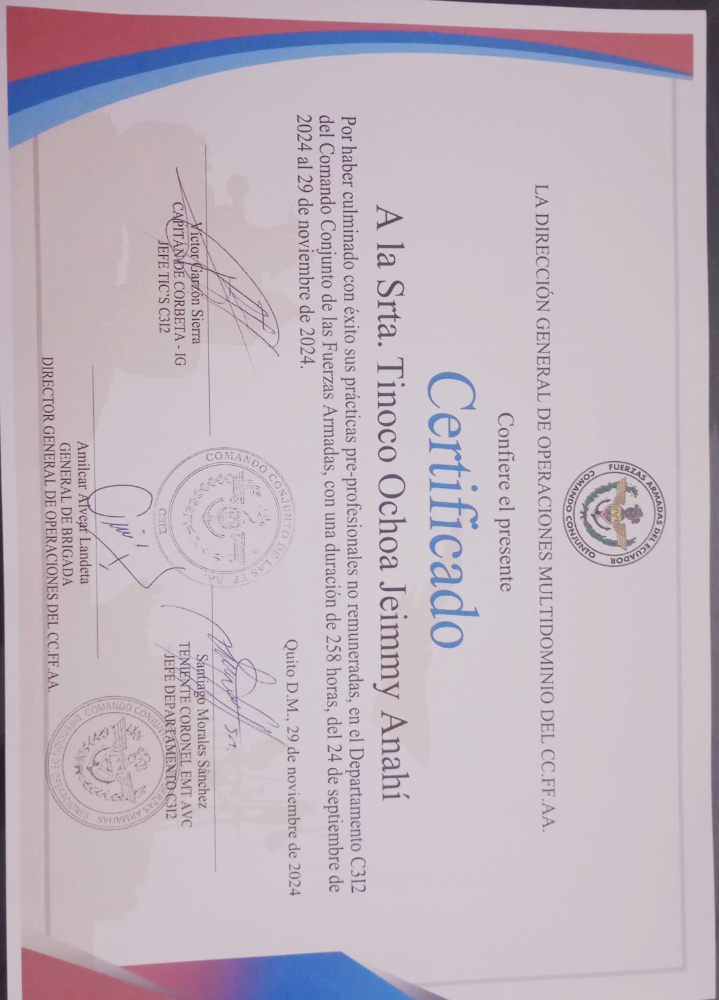 FUERZAS ARMADAS DEL ECUADOR
COMANDO CONJUNTO
LA DIRECCIÓN GENERAL DE OPERACIONES MULTIDOMINIO DEL CC.FF.AA.
Confiere el presente
Certificado
A la Srta. Tinoco Ochoa Jeimmy Anahí
Por haber culminado con éxito sus prácticas pre-profesionales no remuneradas, en el Departamento C3I2
del Comando Conjunto de las Fuerzas Armadas, con una duración de 258 horas, del 24 de septiembre de
2024 al 29 de noviembre de 2024.
Quito D.M., 29 de noviembre de 2024
Víctor Garzón Sierra
CAPITÁN DE CORBETA - IG
JEFE TIC'S C3I2
COMANDO CONJUNTO DE LAS FF. AA.
C3I2
Santiago Morales Sánchez
TENIENTE CORONEL EMT AVC
JEFE DEPARTAMENTO C3I2
Amilcar Alvear Landeta
GENERAL DE BRIGADA
DIRECTOR GENERAL DE OPERACIONES DEL CC.FF.AA.
COMANDO CONJUN
ERZAS ARMADAS
DIRECCIÓN DE OPERACIONES